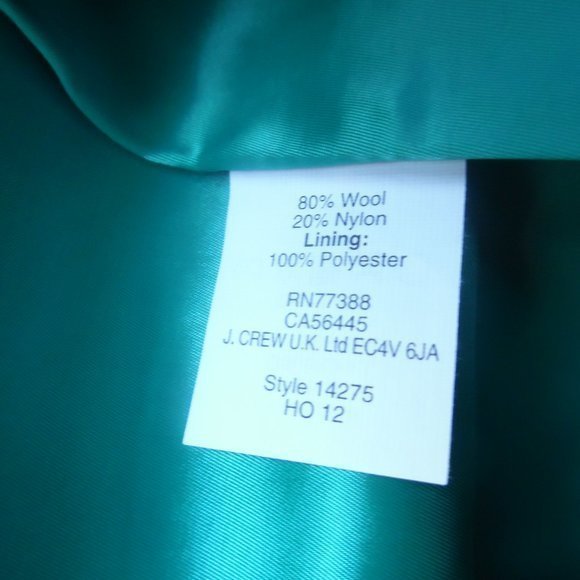 80% Wool
20% Nylon
Lining:
100% Polyester
RN77388
CA56445
J. CREW U.K. Ltd EC4V 6JA
Style 14275
HO 12